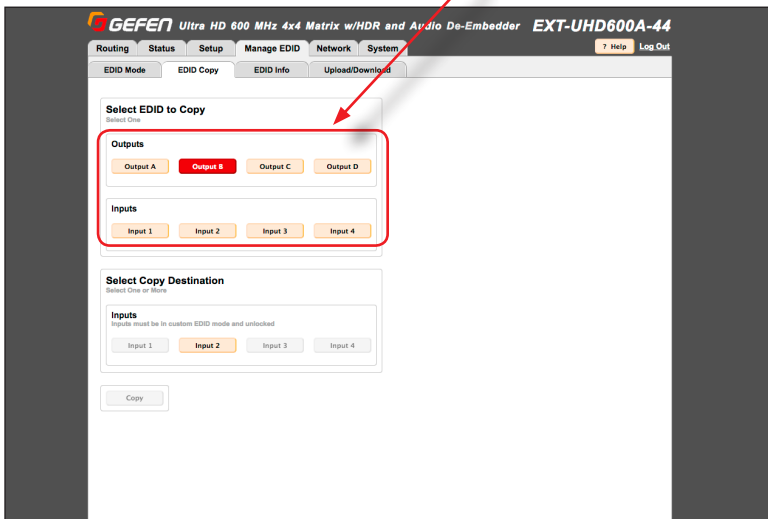 GEFEN Ultra HD 600 MHz 4x4 Matrix w/HDR and Audio De-Embedder EXT-UHD600A-44
Routing Status Setup Manage EDID Network System ? Help Log Out
EDID Mode EDID Copy EDID Info Upload/Download
Select EDID to Copy
Select One
Outputs
Output A Output B Output C Output D
Inputs
Input 1 Input 2 Input 3 Input 4
Select Copy Destination
Select One or More
Inputs
Inputs must be in custom EDID mode and unlocked
Input 1 Input 2 Input 3 Input 4
Copy